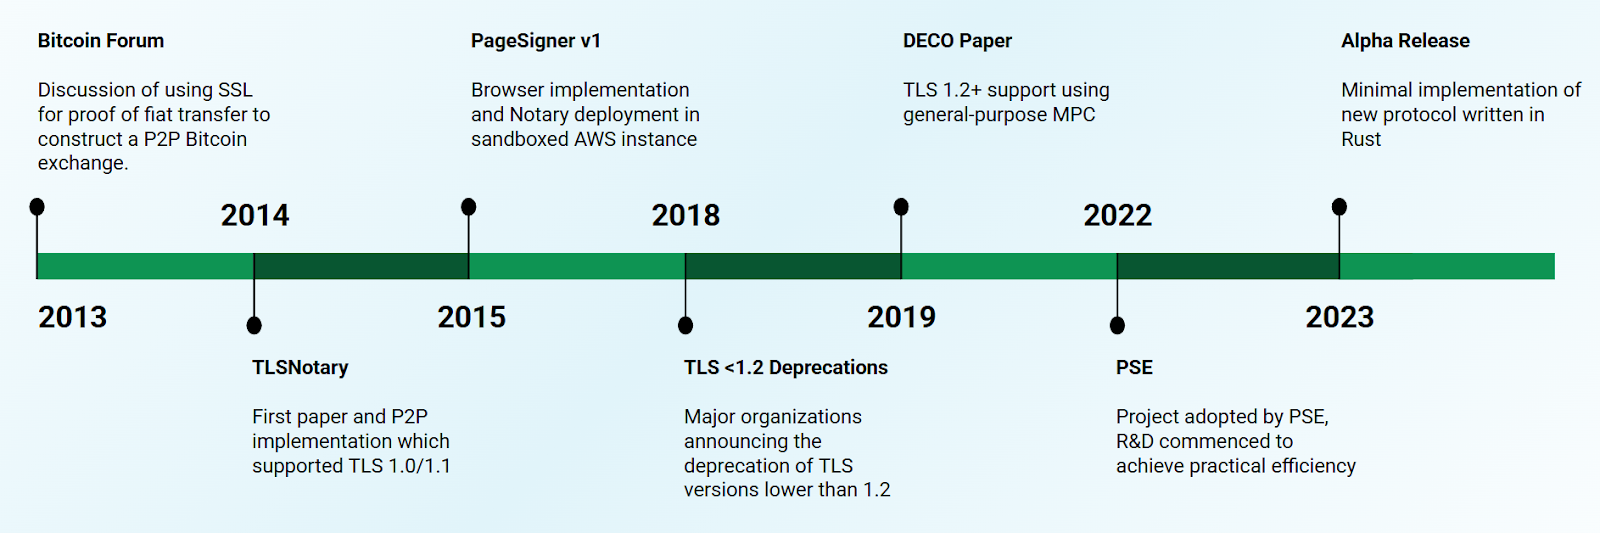 Bitcoin Forum
Discussion of using SSL
for proof of fiat transfer to
construct a P2P Bitcoin
exchange.
2013
2014
TLSNotary
First paper and P2P
implementation which
supported TLS 1.0/1.1
PageSigner v1
Browser implementation
and Notary deployment in
sandboxed AWS instance
2015
2018
TLS <1.2 Deprecations
Major organizations
announcing the
deprecation of TLS
versions lower than 1.2
DECO Paper
TLS 1.2+ support using
general-purpose MPC
2019
2022
PSE
Project adopted by PSE,
R&D commenced to
achieve practical efficiency
Alpha Release
Minimal implementation of
new protocol written in
Rust
2023